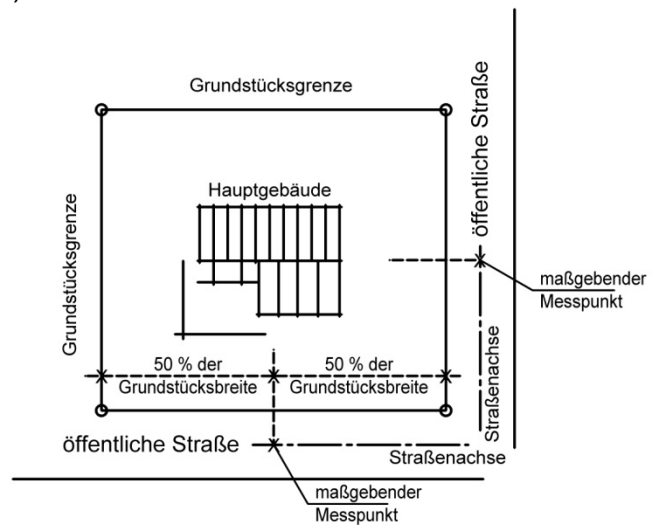 Grundstücksgrenze
öffentliche Straße
Hauptgebäude
Grundstücksgrenze
maßgebender
Messpunkt
50 % der
Grundstücksbreite
50 % der
Grundstücksbreite
Straßenachse
öffentliche Straße
Straßenachse
maßgebender
Messpunkt